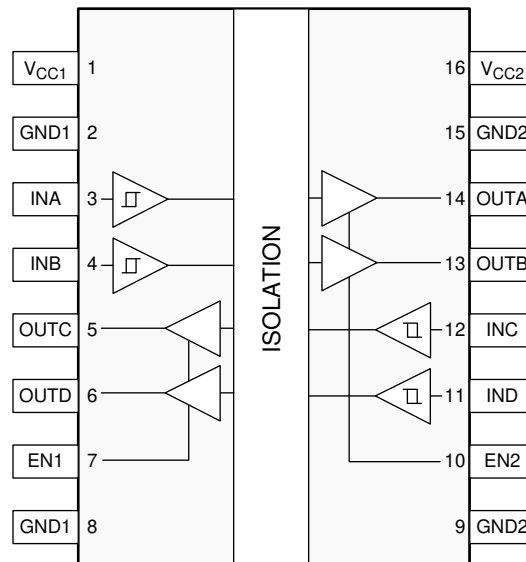 VCC1 1 16 VCC2
GND1 2 15 GND2
INA 3 14 OUTA
INB 4 13 OUTB
ISOLATION
OUTC 5 12 INC
OUTD 6 11 IND
EN1 7 10 EN2
GND1 8 9 GND2